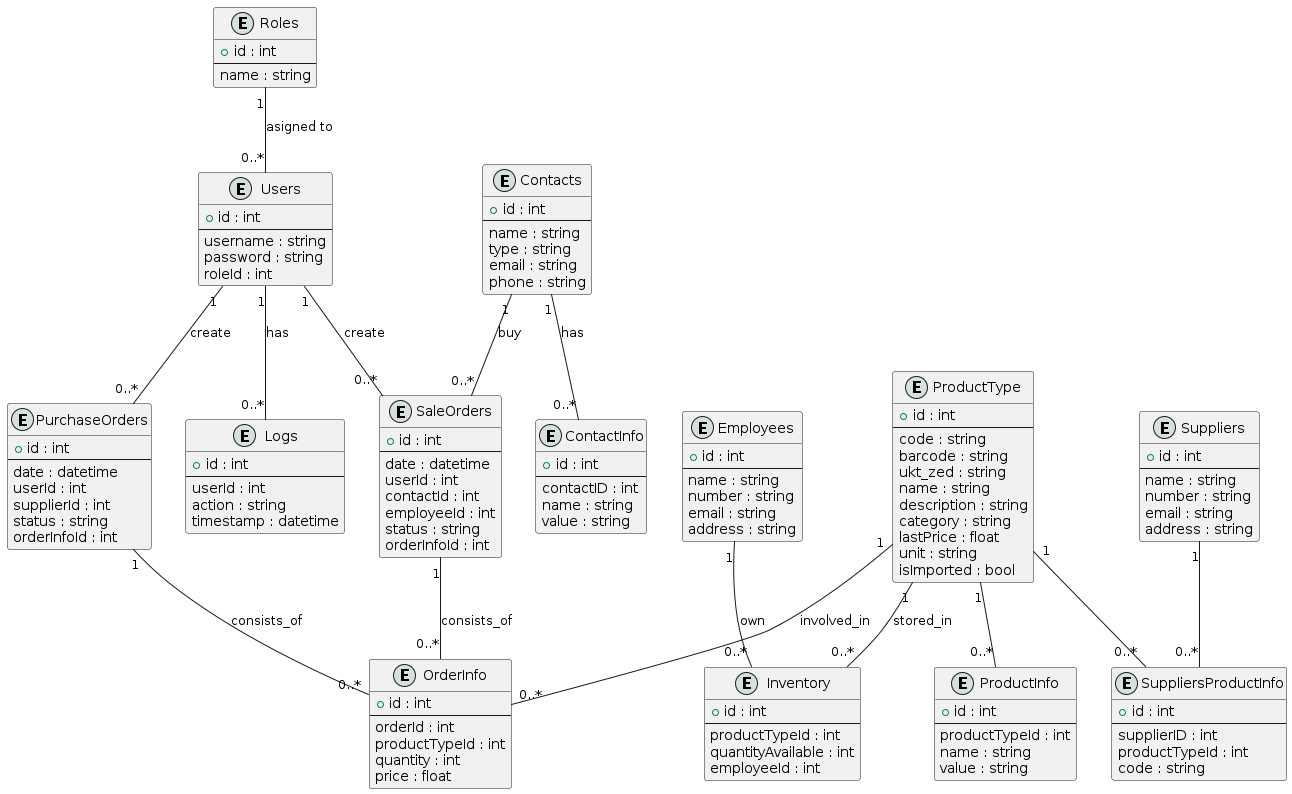 E Roles
id : int
name : string
1
asigned to
0..*
E Users
id : int
username : string
password : string
roleId : int
E Contacts
id : int
name : string
type : string
email : string
phone : string
1
1
1
create
has
create
0..*
0..*
0..*
1
1
buy
has
0..*
0..*
E PurchaseOrders
id : int
date : datetime
userId : int
supplierId : int
status : string
orderInfoId : int
E Logs
id : int
userId : int
action : string
timestamp : datetime
E SaleOrders
id : int
date : datetime
userId : int
contactId : int
employeeId : int
status : string
orderInfoId : int
E ContactInfo
id : int
contactID : int
name : string
value : string
E Employees
id : int
name : string
number : string
email : string
address : string
E ProductType
id : int
code : string
barcode : string
ukt_zed : string
name : string
description : string
category : string
lastPrice : float
unit : string
isImported : bool
E Suppliers
id : int
name : string
number : string
email : string
address : string
1
consists_of
0..*
1
consists_of
0..*
1
own
0..*
1
involved_in
0..*
1
stored_in
0..*
1
0..*
1
0..*
1
0..*
E OrderInfo
id : int
orderId : int
productTypeId : int
quantity : int
price : float
E Inventory
id : int
productTypeId : int
quantityAvailable : int
employeeId : int
E ProductInfo
id : int
productTypeId : int
name : string
value : string
E SuppliersProductInfo
id : int
supplierID : int
productTypeId : int
code : string